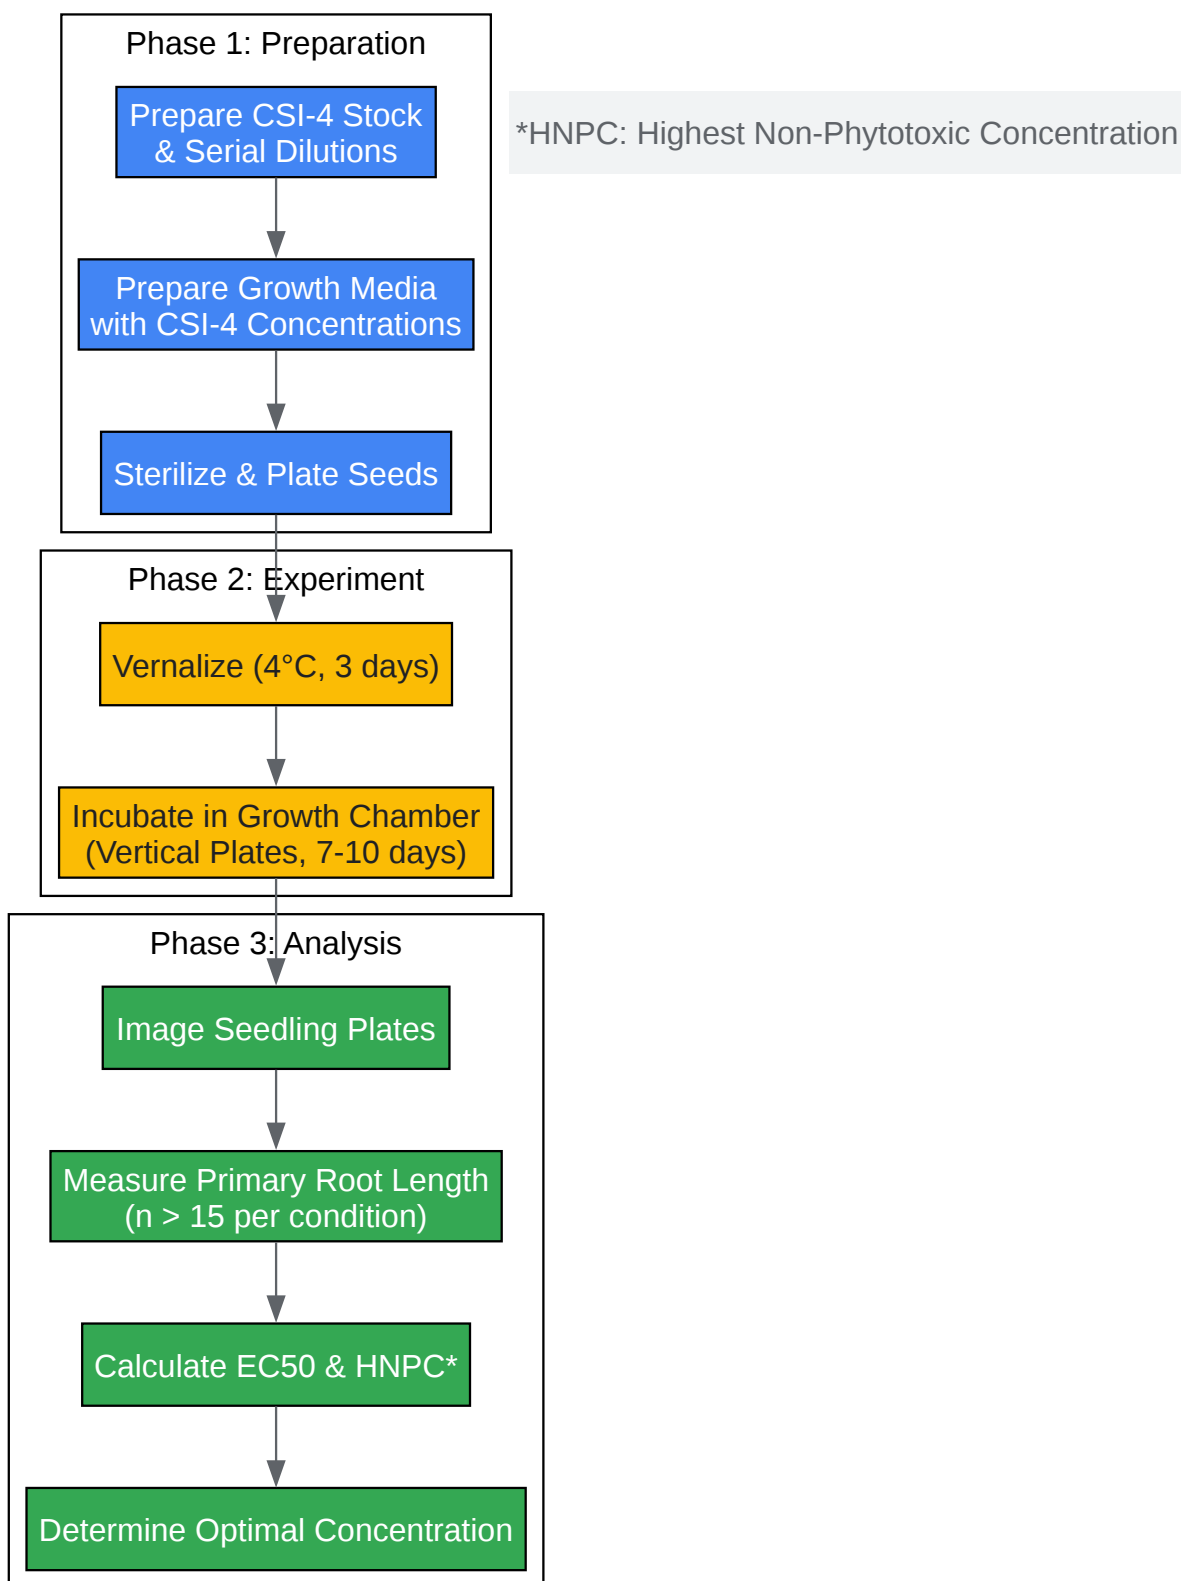 Phase 1: Preparation
Prepare CSI-4 Stock
& Serial Dilutions
*HNPC: Highest Non-Phytotoxic Concentration
Prepare Growth Media
with CSI-4 Concentrations
Sterilize & Plate Seeds
Phase 2: Experiment
Vernalize (4°C, 3 days)
Incubate in Growth Chamber
(Vertical Plates, 7-10 days)
Phase 3: Analysis
Image Seedling Plates
Measure Primary Root Length
(n > 15 per condition)
Calculate EC50 & HNPC*
Determine Optimal Concentration